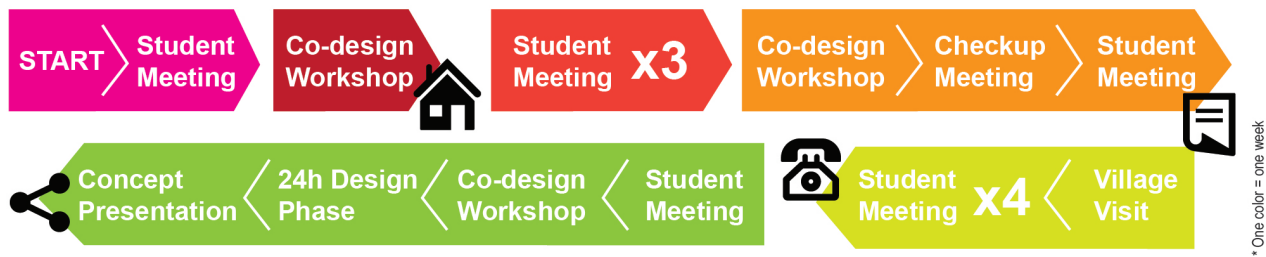 START
Student
Meeting
Co-design
Workshop
Student
Meeting
x3
Co-design
Workshop
Checkup
Meeting
Student
Meeting
Village
Visit
Student
Meeting
x4
Student
Meeting
Co-design
Workshop
24h Design
Phase
Concept
Presentation
* One color = one week